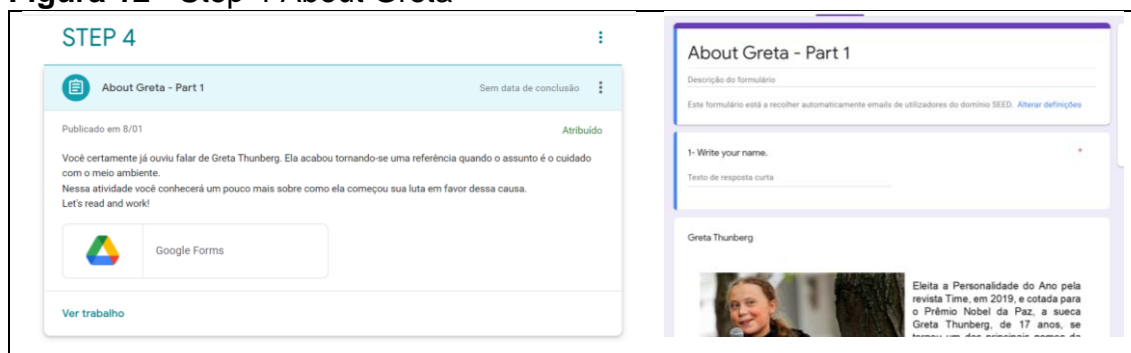 Figura 12 - Step 4 About Greta
STEP 4
About Greta - Part 1
Sem data de conclusão
Publicado em 8/01
Atribuído
Você certamente já ouviu falar de Greta Thunberg. Ela acabou tornando-se uma referência quando o assunto é o cuidado
com o meio ambiente.
Nessa atividade você conhecerá um pouco mais sobre como ela começou sua luta em favor dessa causa.
Let's read and work!
Google Forms
Ver trabalho
About Greta - Part 1
Descrição do formulário
Este formulário está a recolher automaticamente emails de utilizadores do domínio SEED. Alterar definições
1- Write your name. *
Texto de resposta curta
Greta Thunberg
Eleita a Personalidade do Ano pela
revista Time, em 2019, e cotada para
o Prêmio Nobel da Paz, a sueca
Greta Thunberg, de 17 anos, se
tornou um dos principais nomes da